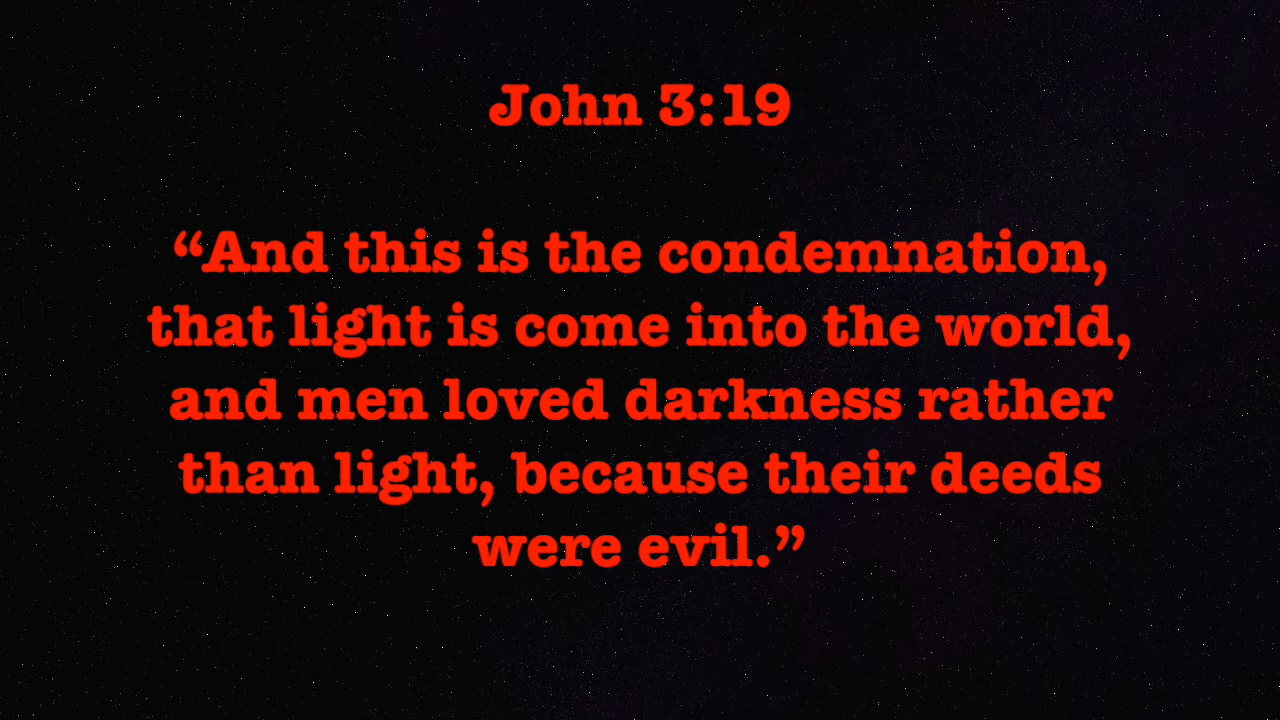 John 3:19
“And this is the condemnation,
that light is come into the world,
and men loved darkness rather
than light, because their deeds
were evil.”